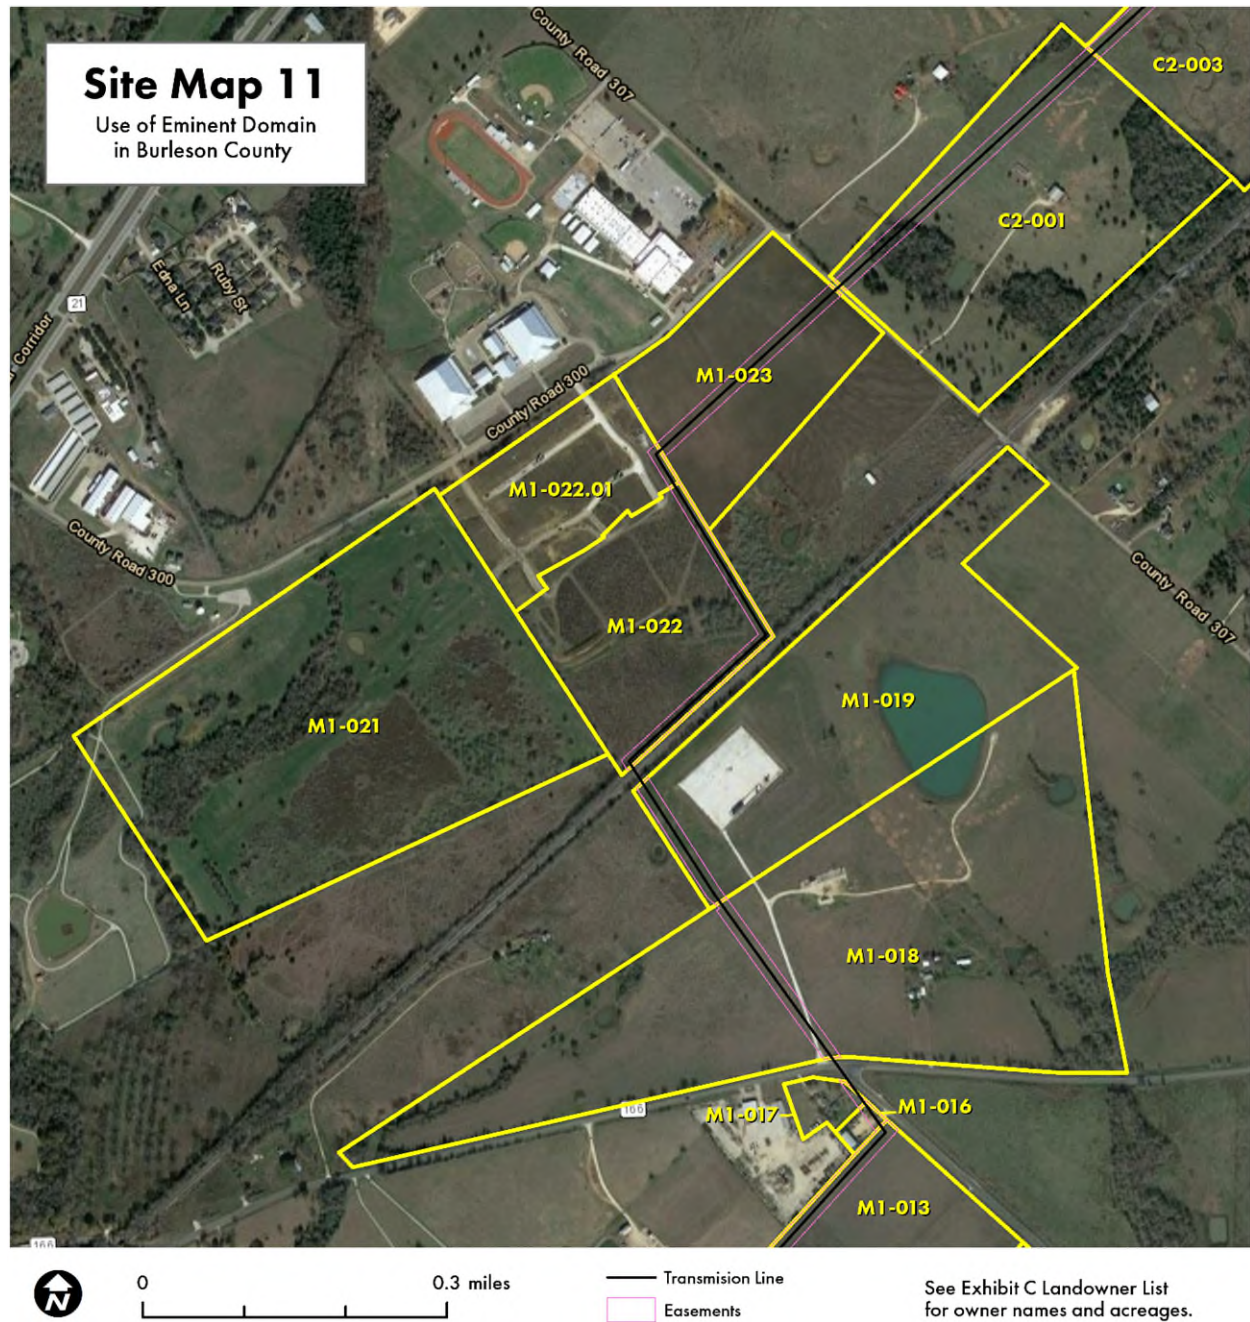 Site Map 11
Use of Eminent Domain
in Burleson County
County Road 307
C2-003
C2-001
Edna Ln
Ruby St
21
Corridor
M1-023
County Road 300
M1-022.01
County Road 300
M1-022
County Road 307
M1-021
M1-019
M1-018
166
M1-017
M1-016
M1-013
166
N
0
0.3 miles
Transmision Line
Easements
See Exhibit C Landowner List
for owner names and acreages.